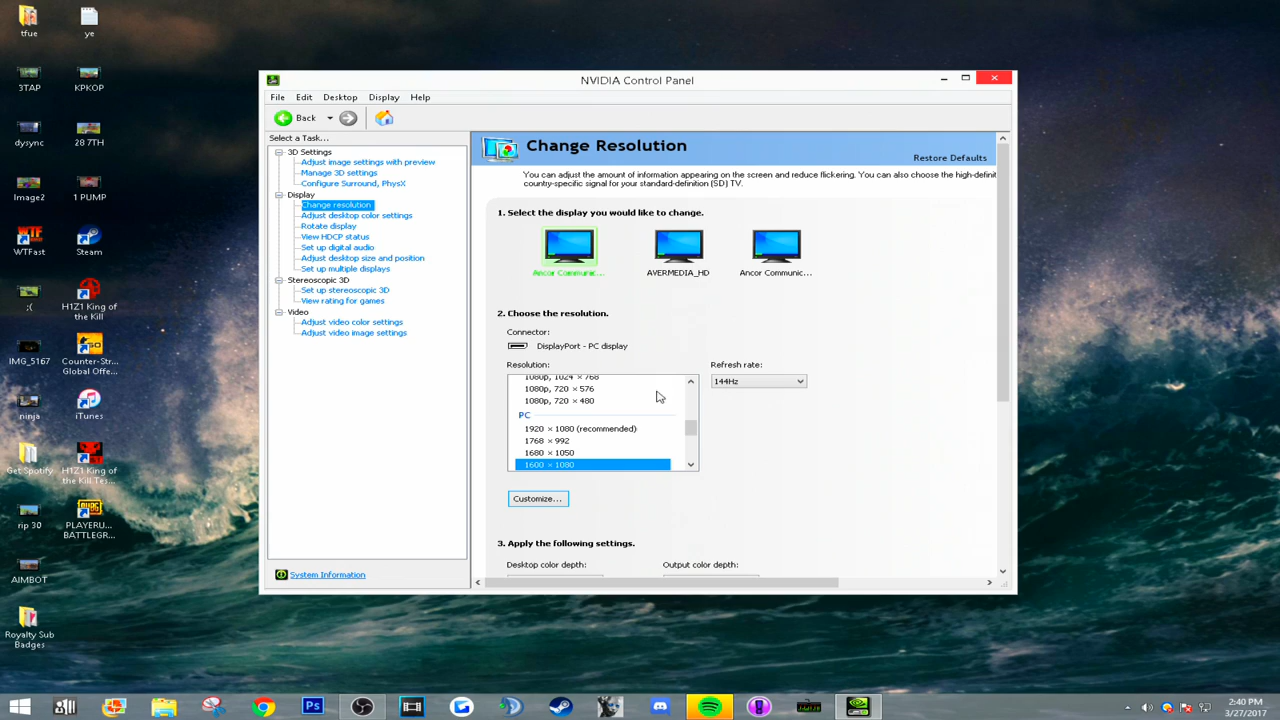 tfue
ye
3TAP
KPKOP
dysync
28 7TH
Image2
1 PUMP
WTFast
Steam
:(
H1Z1 King of
the Kill
IMG_5167
Counter-Str...
Global Offe...
ninja
iTunes
Get Spotify
H1Z1 King of
the Kill Tes...
rip 30
PLAYERU...
BATTLEGR...
AIMBOT
Royalty Sub
Badges
NVIDIA Control Panel
File Edit Desktop Display Help
Back
Select a Task...
3D Settings
Adjust image settings with preview
Manage 3D settings
Configure Surround, PhysX
Display
Change resolution
Adjust desktop color settings
Rotate display
View HDCP status
Set up digital audio
Adjust desktop size and position
Set up multiple displays
Stereoscopic 3D
Set up stereoscopic 3D
View rating for games
Video
Adjust video color settings
Adjust video image settings
System Information
Change Resolution
Restore Defaults
You can adjust the amount of information appearing on the screen and reduce flickering. You can also choose the high-definit
country-specific signal for your standard-definition (SD) TV.
1. Select the display you would like to change.
Ancor Communic...
AVERMEDIA_HD
Ancor Communic...
2. Choose the resolution.
Connector:
DisplayPort - PC display
Resolution:
Refresh rate:
1080p, 1024 × 768
144Hz
1080p, 720 × 576
1080p, 720 × 480
PC
1920 × 1080 (recommended)
1768 × 992
1680 × 1050
1600 × 1080
Customize...
3. Apply the following settings.
Desktop color depth:
Output color depth:
Ps
2:40 PM
3/27/2017